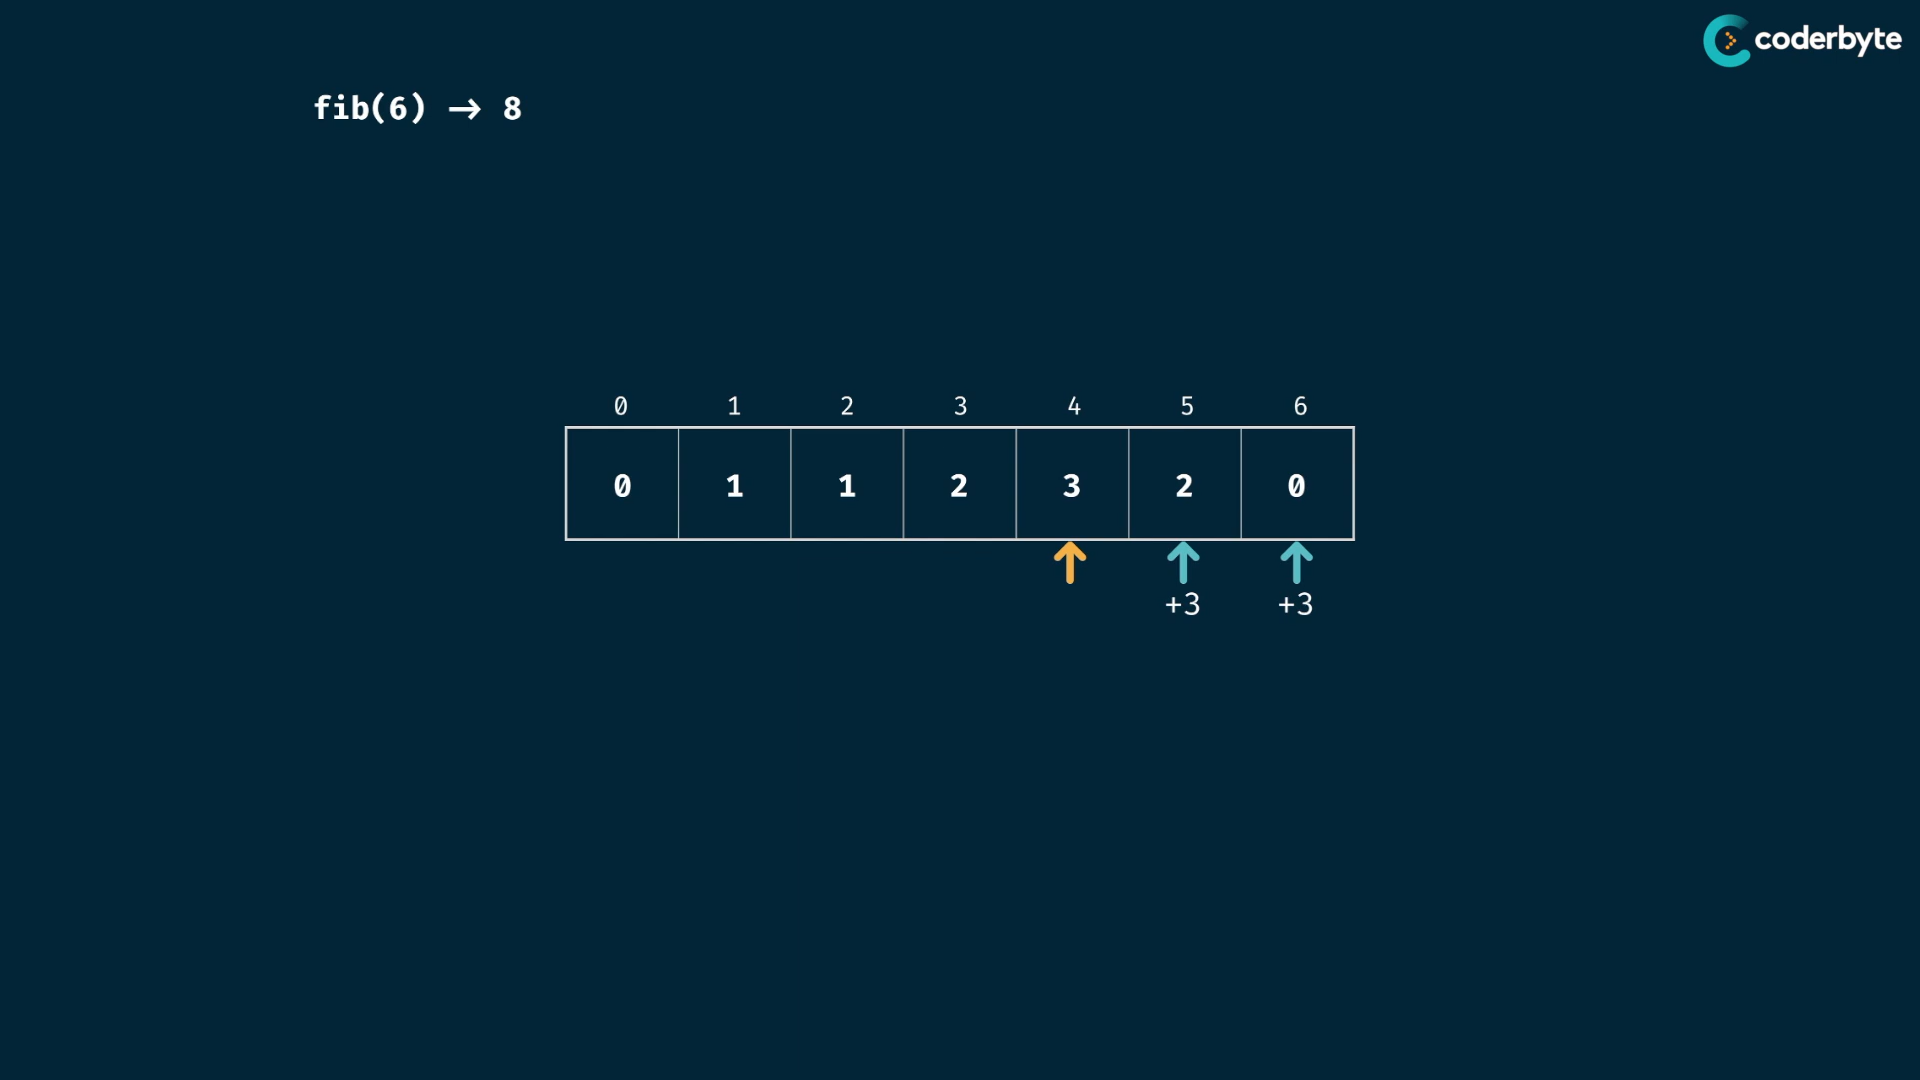 coderbyte
fib(6) → 8
0 1 2 3 4 5 6
0 1 1 2 3 2 0
+3 +3